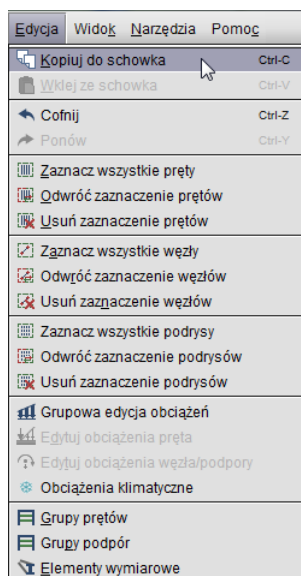 Edycja Widok Narzędzia Pomoc
Kopiuj do schowka Ctrl-C
Wklej ze schowka Ctrl-V
Cofnij Ctrl-Z
Ponów Ctrl-Y
Zaznacz wszystkie pręty
Odwróć zaznaczenie prętów
Usuń zaznaczenie prętów
Zaznacz wszystkie węzły
Odwróć zaznaczenie węzłów
Usuń zaznaczenie węzłów
Zaznacz wszystkie podrysy
Odwróć zaznaczenie podrysów
Usuń zaznaczenie podrysów
Grupowa edycja obciążeń
Edytuj obciążenia pręta
Edytuj obciążenia węzła/podpory
Obciążenia klimatyczne
Grupy prętów
Grupy podpór
Elementy wymiarowe